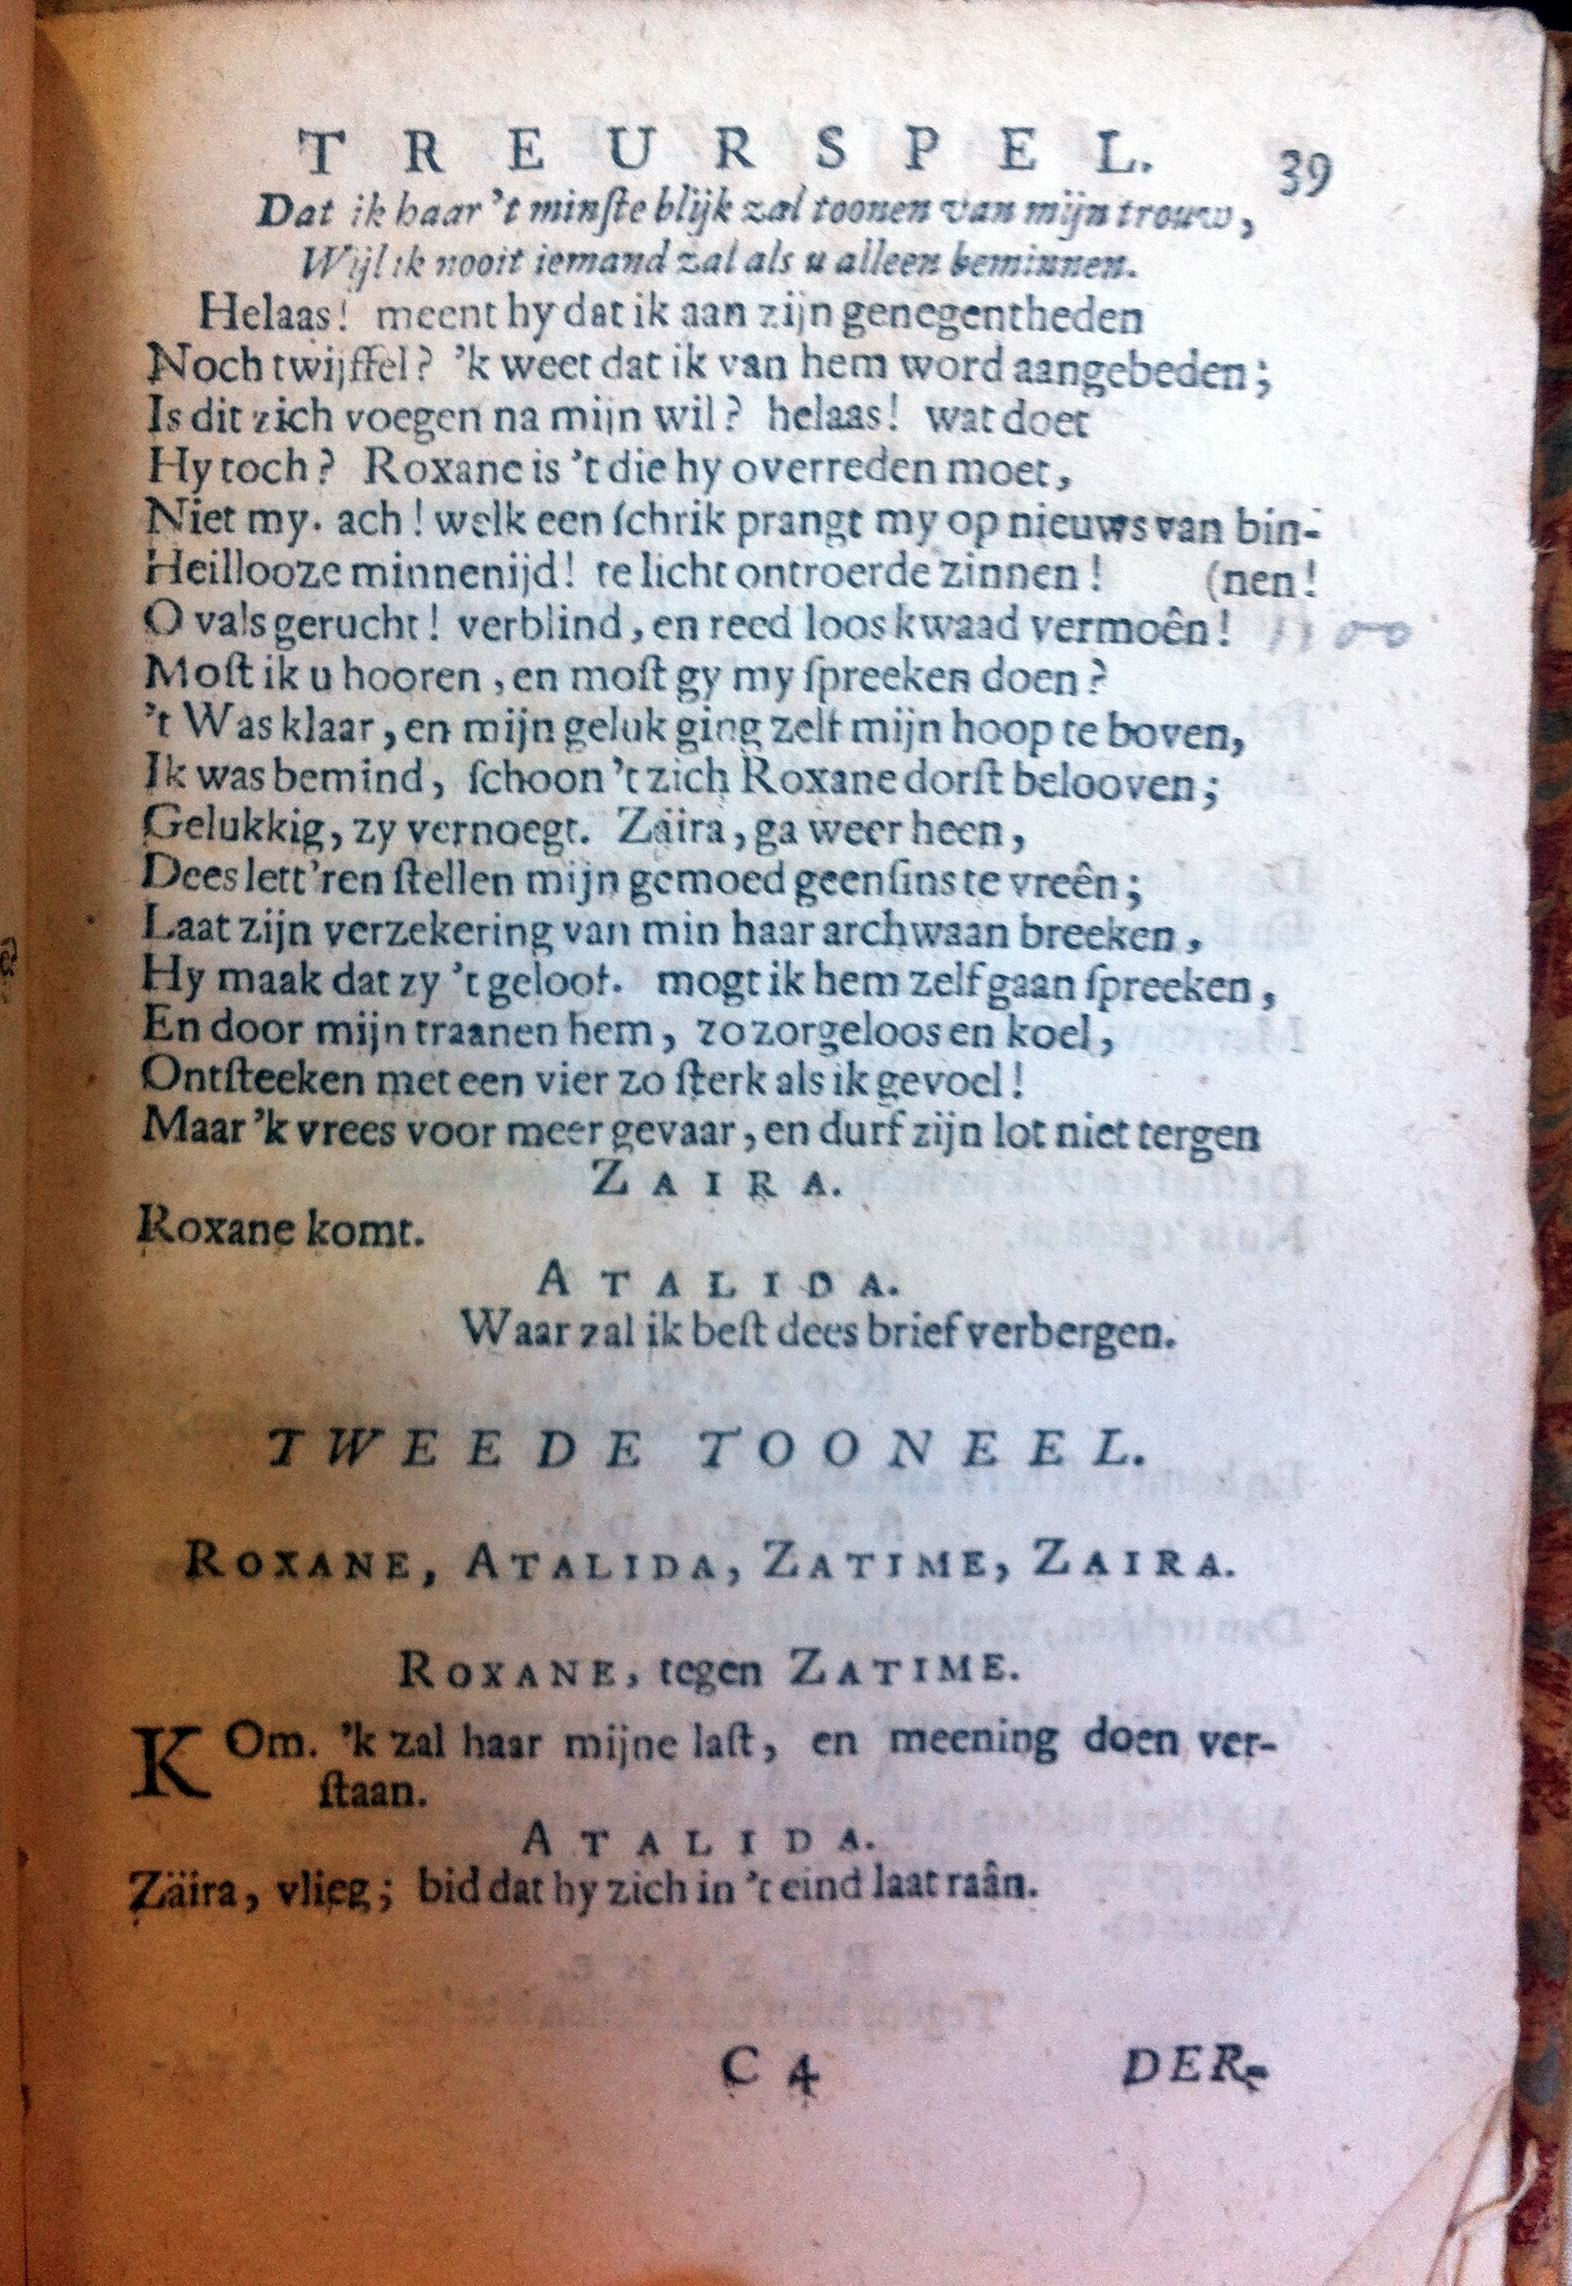 TREURSPEL. 39
Dat ik haar 't minſte blijk zal toonen van mijn trouw,
Wijl ik nooit iemand zal als u alleen beminnen.
Helaas! meent hy dat ik aan zijn genegentheden
Noch twijffel? 'k weet dat ik van hem word aangebeden;
Is dit zich voegen na mijn wil? helaas! wat doet
Hy toch? Roxane is 't die hy overreden moet,
Niet my. ach! welk een ſchrik prangt my op nieuws van bin-
Heillooze minnenijd! te licht ontroerde zinnen! (nen!
O vals gerucht! verblind, en reed loos kwaad vermoên! 1100
Moſt ik u hooren, en moſt gy my ſpreeken doen?
't Was klaar, en mijn geluk ging zelf mijn hoop te boven,
Ik was bemind, ſchoon 't zich Roxane dorſt belooven;
Gelukkig, zy vernoegt. Zäira, ga weer heen,
Dees lett'ren ſtellen mijn gemoed geenſins te vreên;
Laat zijn verzekering van min haar archwaan breeken,
Hy maak dat zy 't geloof. mogt ik hem zelf gaan ſpreeken,
En door mijn traanen hem, zo zorgeloos en koel,
Ontſteeken met een vier zo ſterk als ik gevoel!
Maar 'k vrees voor meer gevaar, en durf zijn lot niet tergen
ZAIRA.
Roxane komt.
ATALIDA.
Waar zal ik beſt dees brief verbergen.
TWEEDE TOONEEL.
ROXANE, ATALIDA, ZATIME, ZAIRA.
ROXANE, tegen ZATIME.
KOm. 'k zal haar mijne laſt, en meening doen ver-
ſtaan.
ATALIDA.
Zäira, vlieg; bid dat hy zich in 't eind laat raân.
C 4 DER-